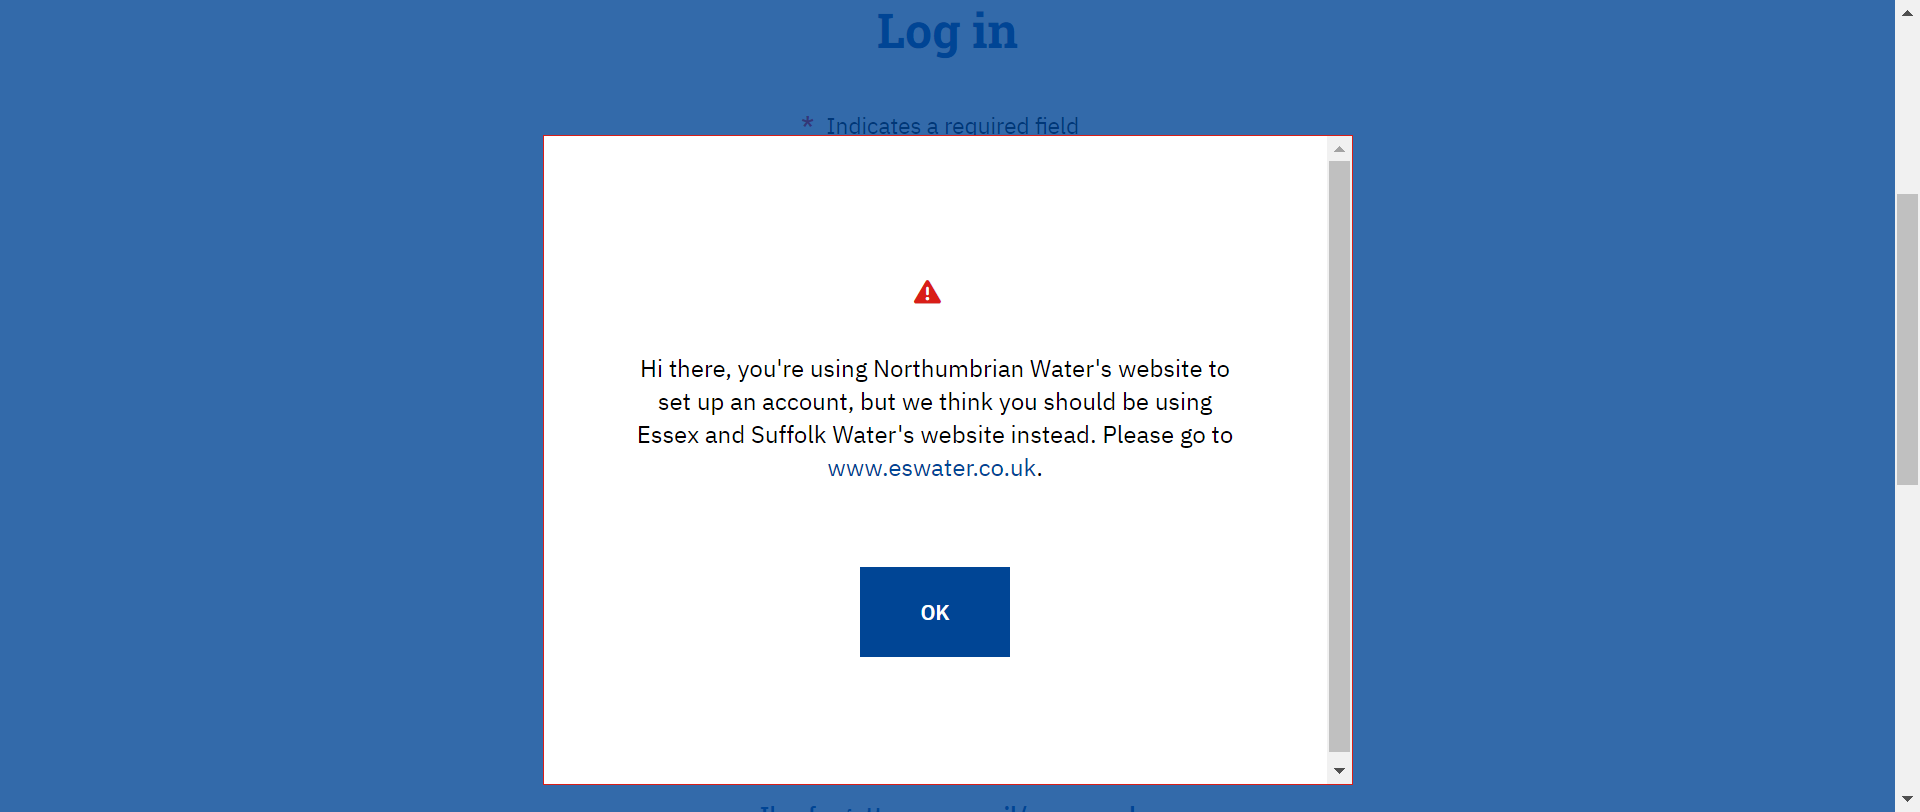 Log in
* Indicates a required field
Hi there, you're using Northumbrian Water's website to
set up an account, but we think you should be using
Essex and Suffolk Water's website instead. Please go to
www.eswater.co.uk.
OK